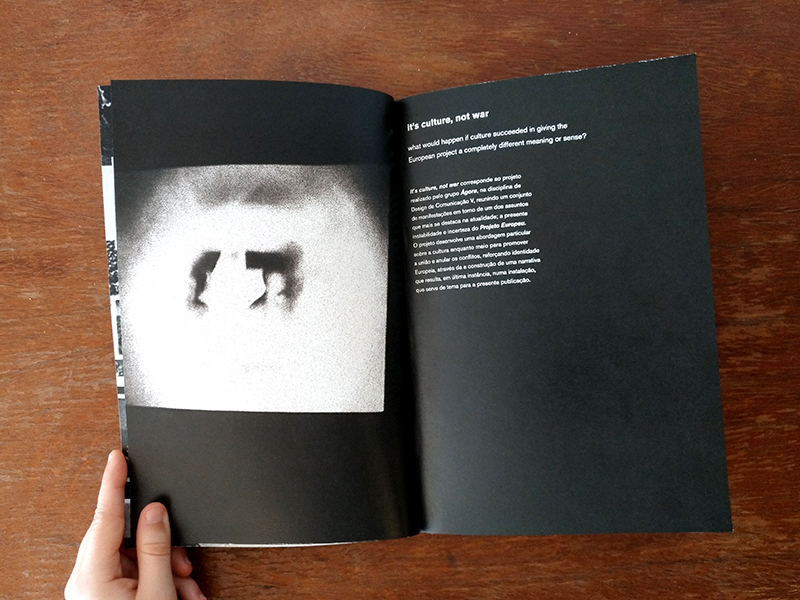 it's culture, not war
what would happen if culture succeeded in giving the
European project a completely different meaning or sense?
It's culture, not war corresponde ao projeto
realizado pelo grupo Ágora, na disciplina de
Design de Comunicação V, reunindo um conjunto
de manifestações em torno de um dos assuntos
que mais se destaca na atualidade; a presente
instabilidade e incerteza do Projeto Europeu.
O projeto desenvolve uma abordagem particular
sobre a cultura enquanto meio para promover
a união e anular os conflitos, reforçando identidade
Europeia, através da a construção de uma narrativa
que resulta, em última instância, numa instalação,
que serve de tema para a presente publicação.